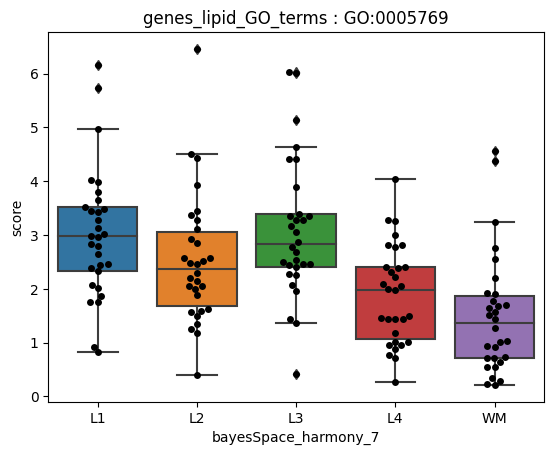 genes_lipid_GO_terms : GO:0005769
6
5
4
3
2
1
0
score
L1 L2 L3 L4 WM
bayesSpace_harmony_7